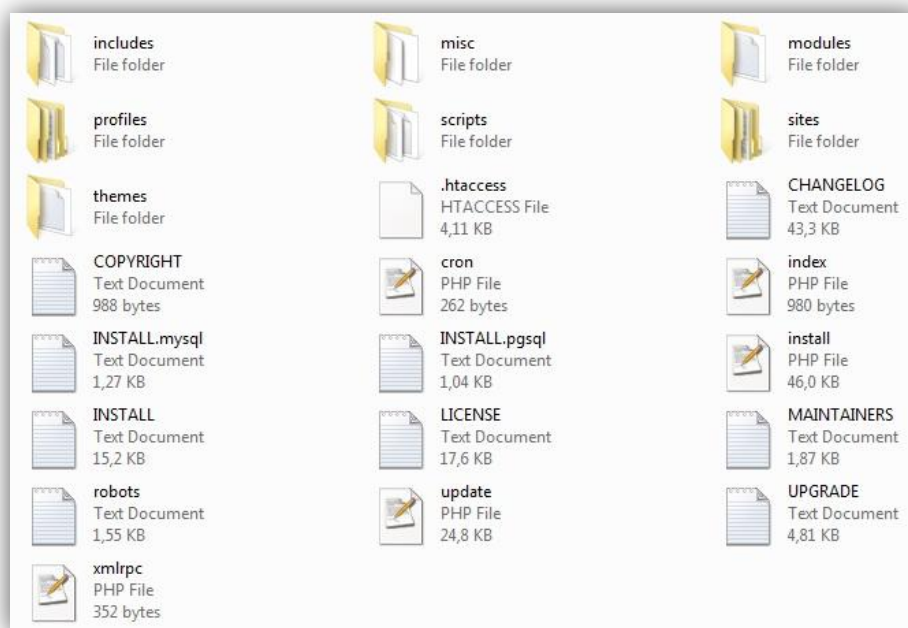 includes
File folder
misc
File folder
modules
File folder
profiles
File folder
scripts
File folder
sites
File folder
themes
File folder
.htaccess
HTACCESS File
4,11 KB
CHANGELOG
Text Document
43,3 KB
COPYRIGHT
Text Document
988 bytes
cron
PHP File
262 bytes
index
PHP File
980 bytes
INSTALL.mysql
Text Document
1,27 KB
INSTALL.pgsql
Text Document
1,04 KB
install
PHP File
46,0 KB
INSTALL
Text Document
15,2 KB
LICENSE
Text Document
17,6 KB
MAINTAINERS
Text Document
1,87 KB
robots
Text Document
1,55 KB
update
PHP File
24,8 KB
UPGRADE
Text Document
4,81 KB
xmlrpc
PHP File
352 bytes